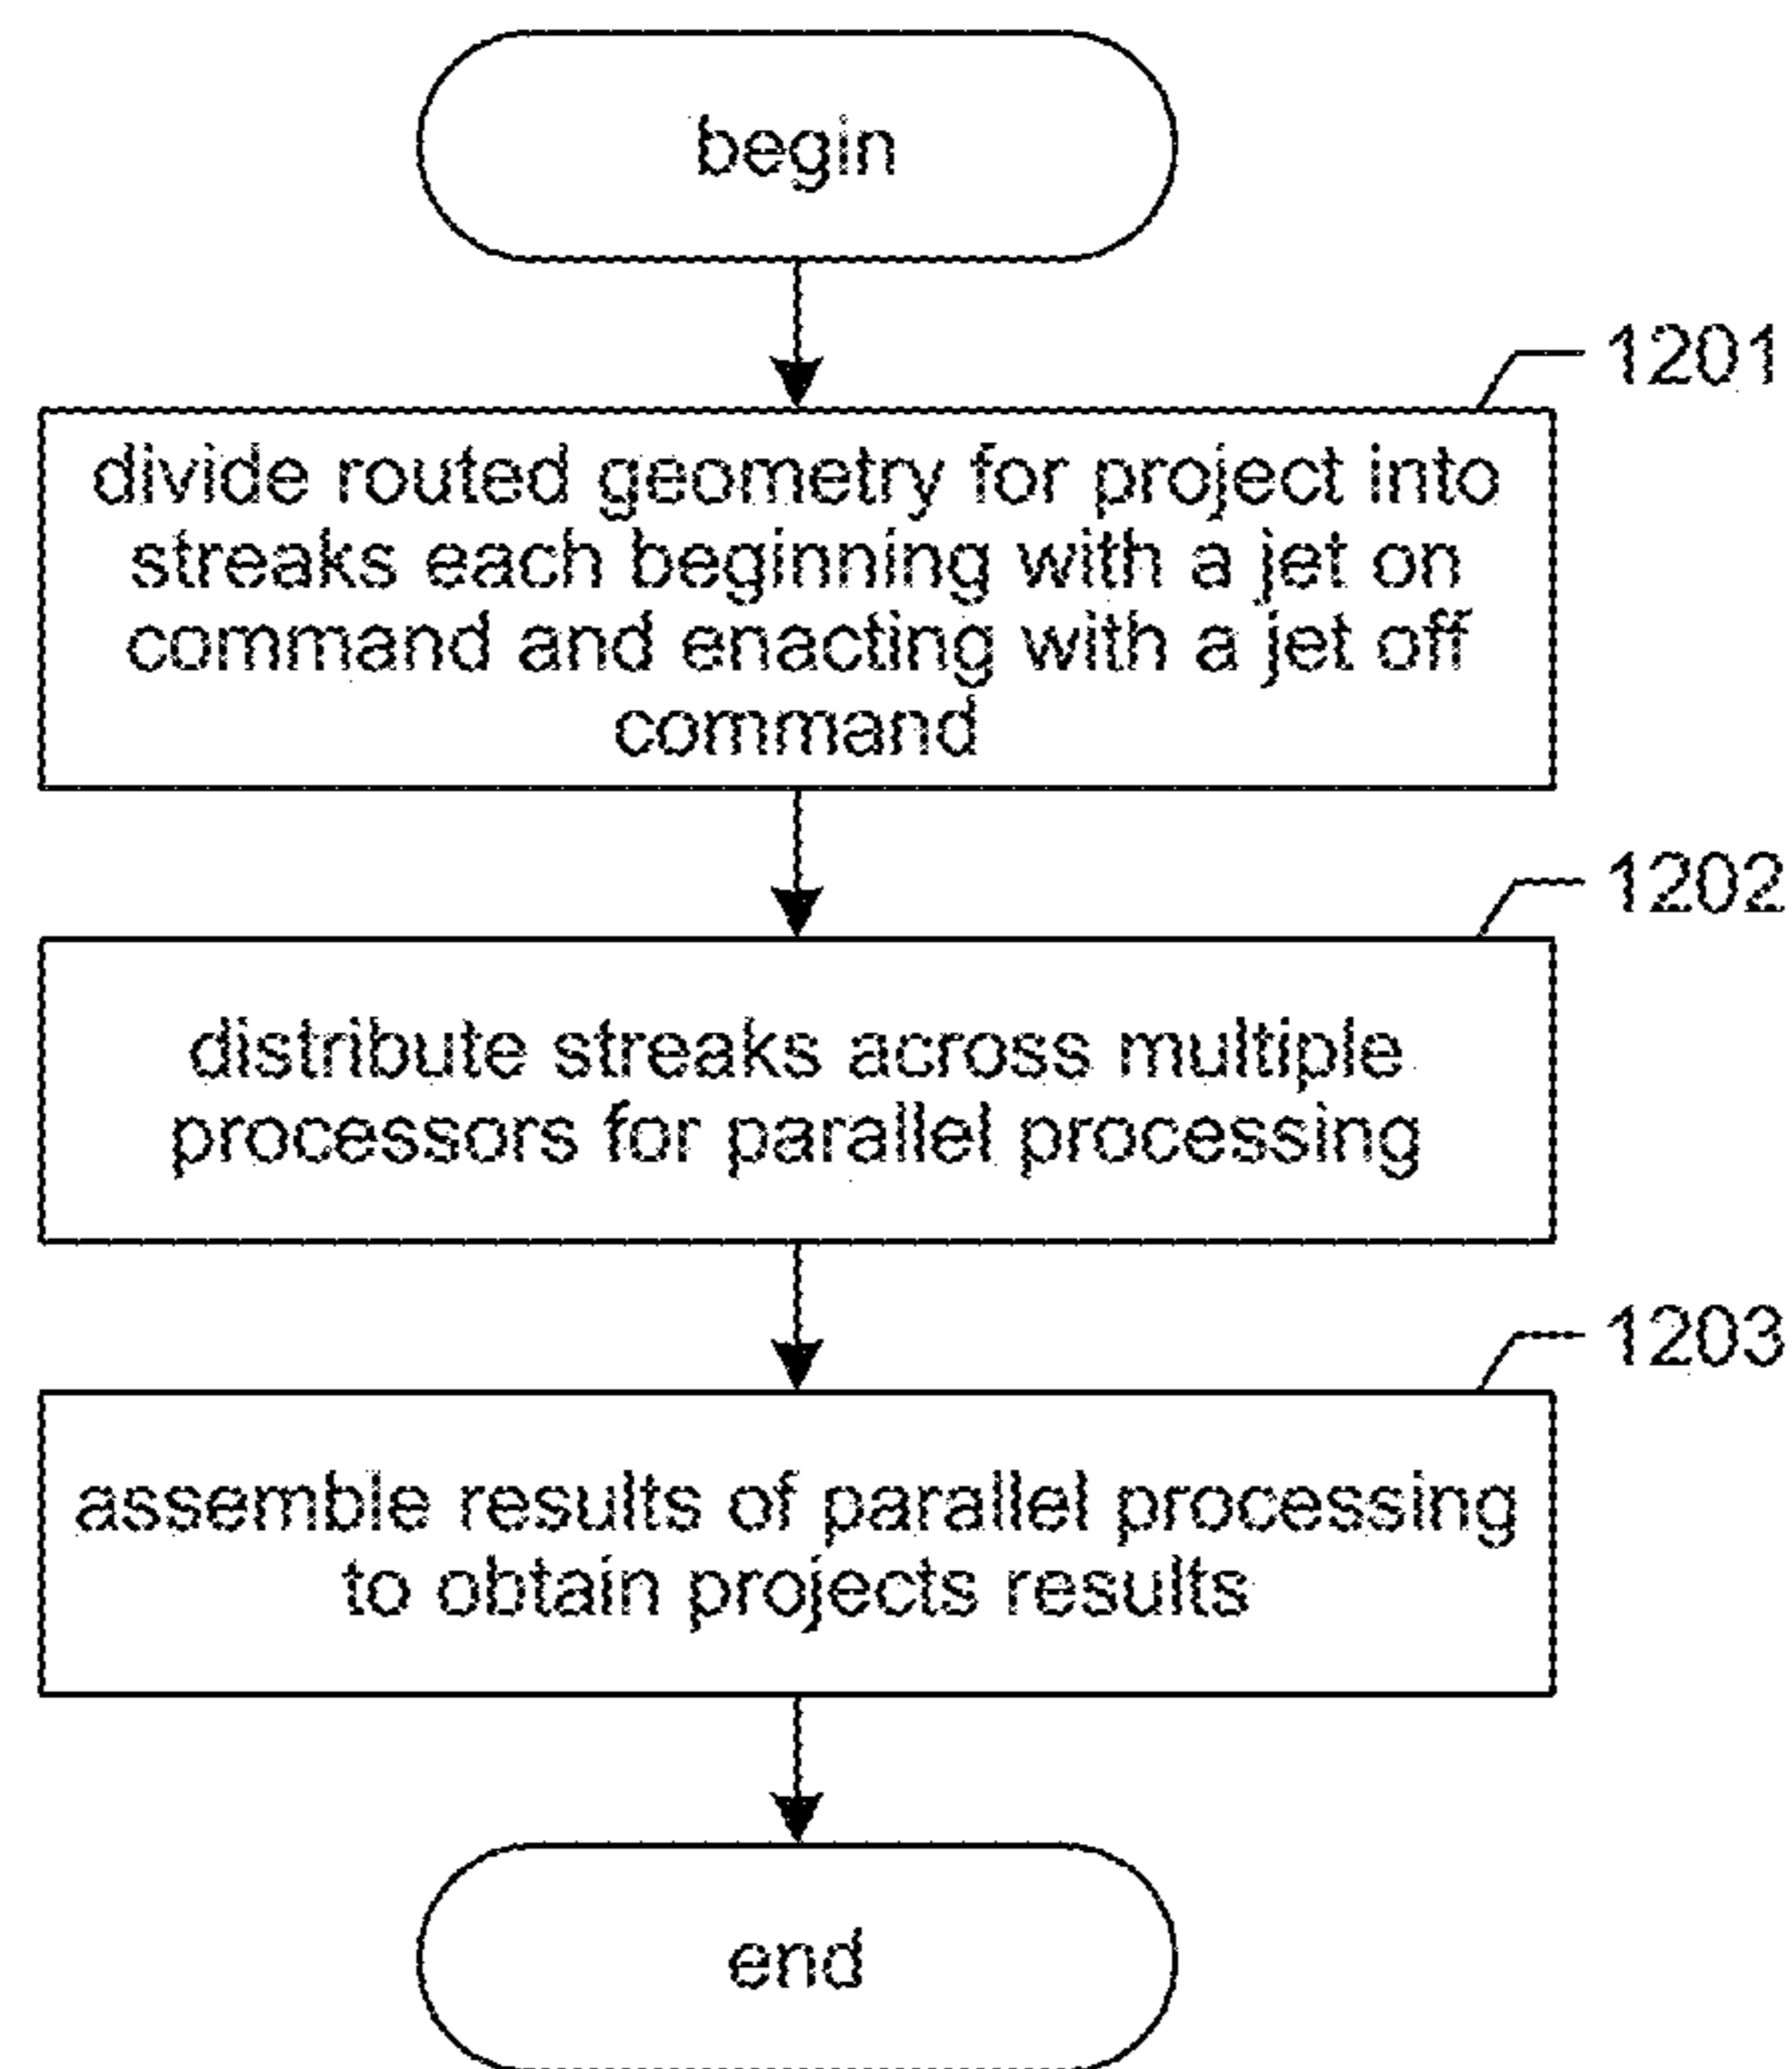 begin
1201
divide routed geometry for project into
streaks each beginning with a jet on
command and enacting with a jet off
command
1202
distribute streaks across multiple
processors for parallel processing
1203
assemble results of parallel processing
to obtain projects results
end